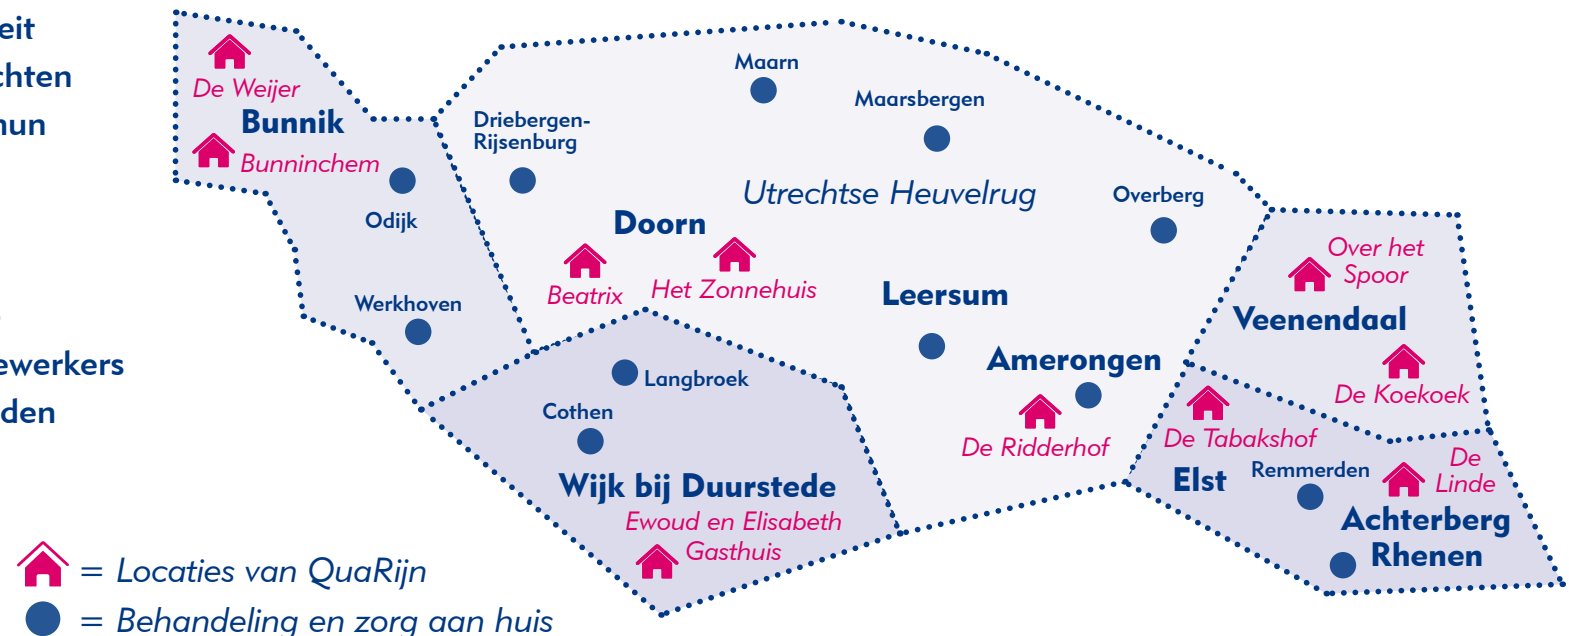 eit
chten
hun
ewerkers
den
De Weijer
Bunnik
Bunninchem
Odijk
Werkhoven
Driebergen-
Rijsenburg
Maarn
Maarsbergen
Utrechtse Heuvelrug
Overberg
Doorn
Beatrix
Het Zonnehuis
Leersum
Amerongen
De Ridderhof
Over het
Spoor
Veenendaal
De Koekoek
Langbroek
Cothen
Wijk bij Duurstede
Ewoud en Elisabeth
Gasthuis
De Tabakshof
Elst
Remmerden
De
Linde
Achterberg
Rhenen
= Locaties van QuaRijn
= Behandeling en zorg aan huis